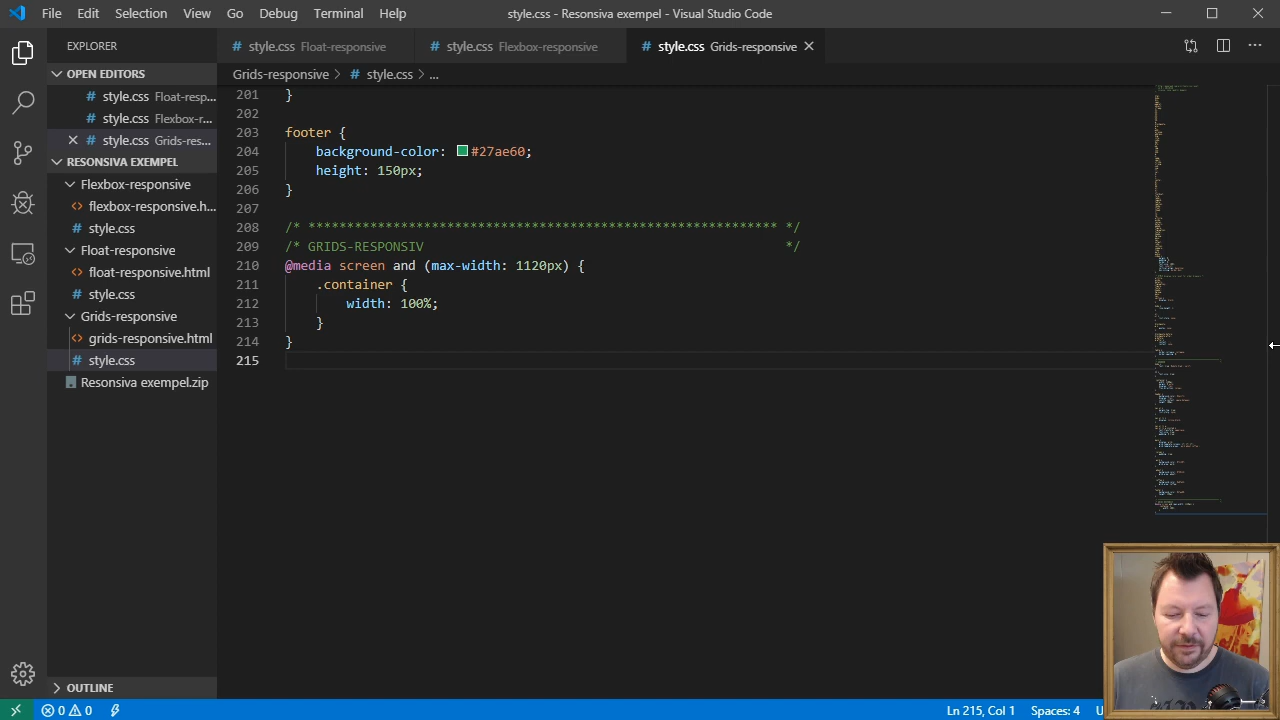 File Edit Selection View Go Debug Terminal Help style.css - Resonsiva exempel - Visual Studio Code
EXPLORER
style.css Float-responsive
style.css Flexbox-responsive
style.css Grids-responsive
OPEN EDITORS
style.css Float-resp...
style.css Flexbox-r...
style.css Grids-res...
RESONSIVA EXEMPEL
Flexbox-responsive
flexbox-responsive.h...
style.css
Float-responsive
float-responsive.html
style.css
Grids-responsive
grids-responsive.html
style.css
Resonsiva exempel.zip
OUTLINE
Grids-responsive > # style.css > ...
201 }
202
203 footer {
204 background-color: #27ae60;
205 height: 150px;
206 }
207
208 /* ************************************************************* */
209 /* GRIDS-RESPONSIV */
210 @media screen and (max-width: 1120px) {
211 .container {
212 width: 100%;
213 }
214 }
215
0 0 Ln 215, Col 1 Spaces: 4